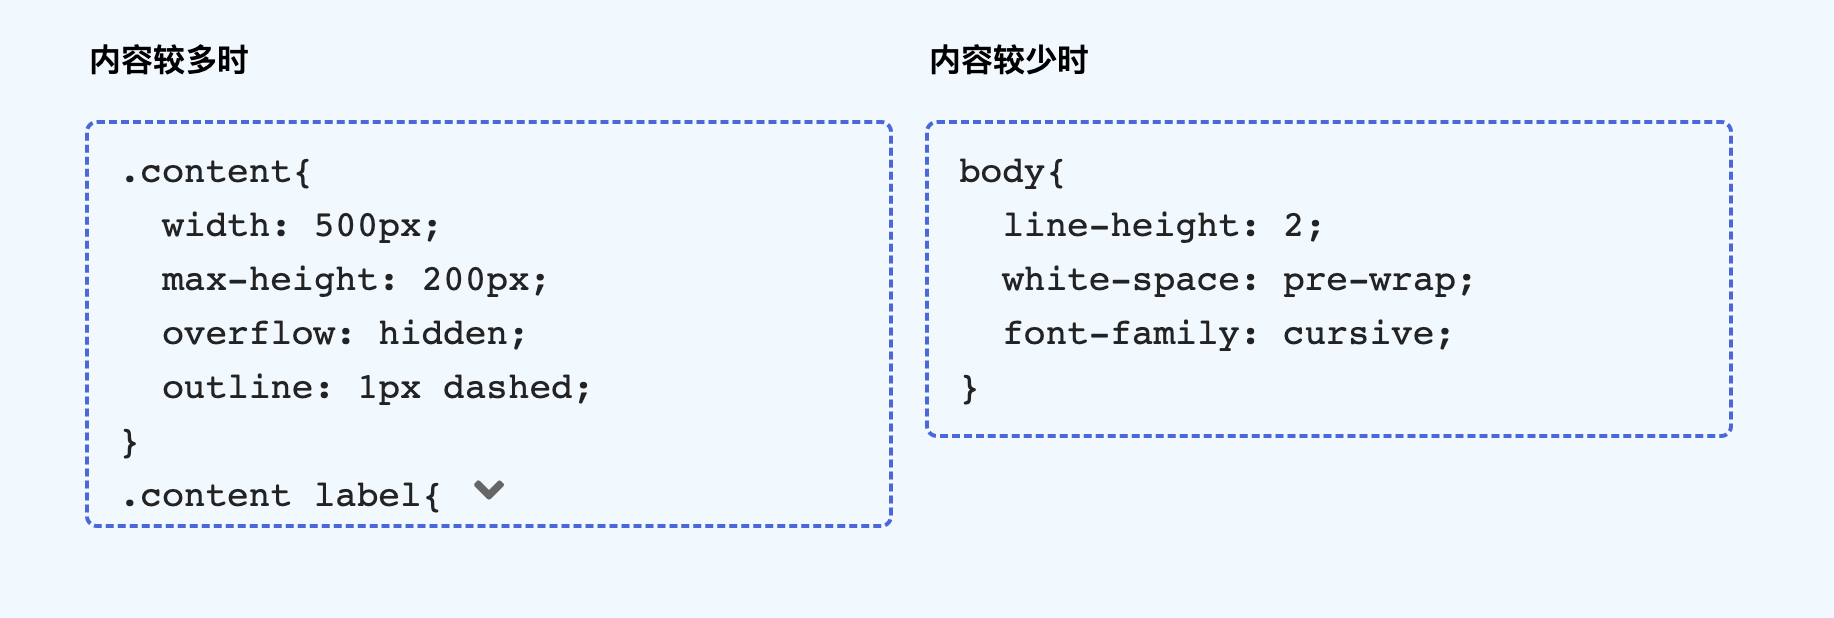 内容较多时
.content{
  width: 500px;
  max-height: 200px;
  overflow: hidden;
  outline: 1px dashed;
}
.content label{
内容较少时
body{
  line-height: 2;
  white-space: pre-wrap;
  font-family: cursive;
}